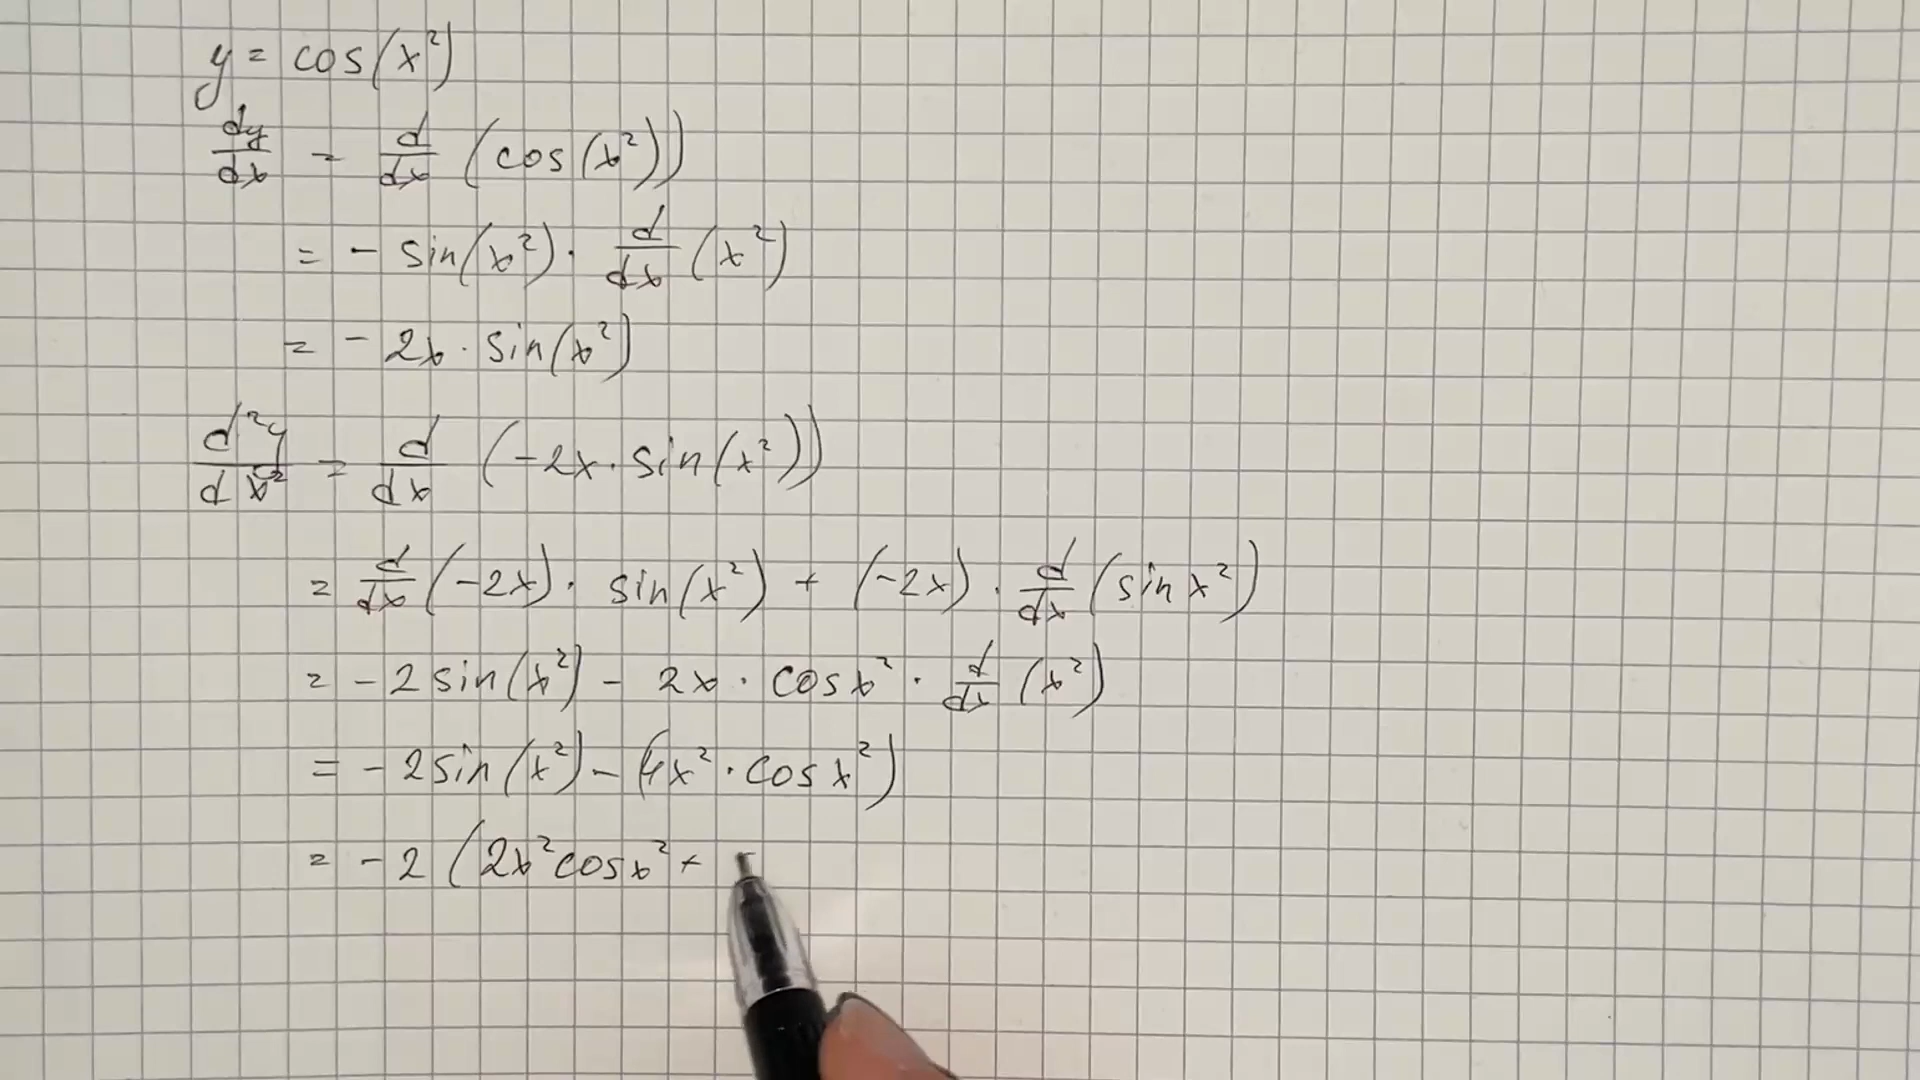 y = cos(x²)
dy/dx = d/dx (cos(x²))
= - sin(x²) · d/dx (x²)
= - 2x · sin(x²)
d²y/dx² = d/dx (-2x · sin(x²))
= d/dx (-2x) · sin(x²) + (-2x) · d/dx (sin x²)
= -2 sin(x²) - 2x · cos x² · d/dx (x²)
= -2 sin(x²) - (4x² · cos x²)
= -2 (2x² cos x² +